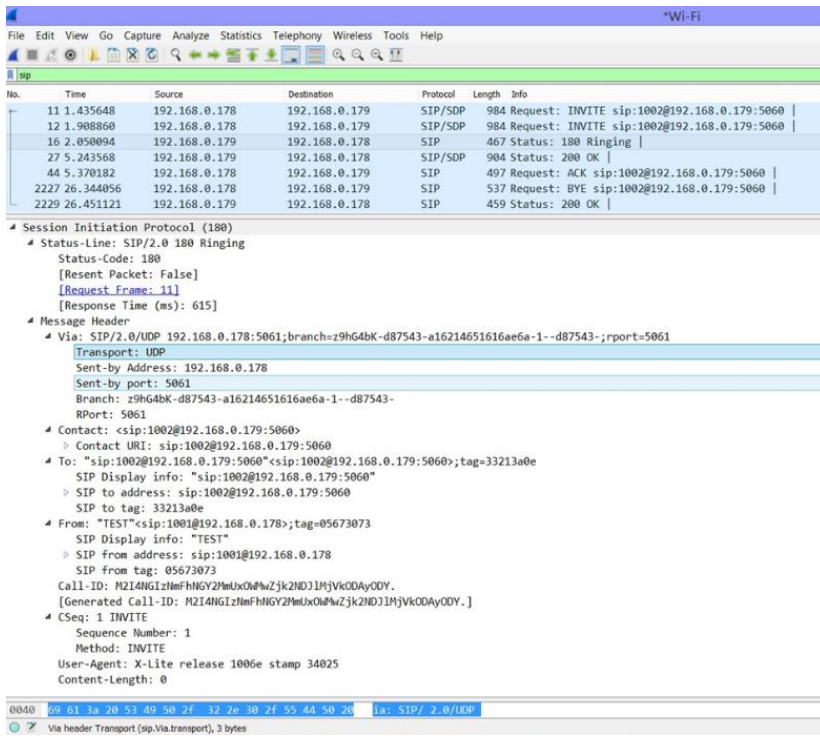 *Wi-Fi
File Edit View Go Capture Analyze Statistics Telephony Wireless Tools Help
sip
No. Time Source Destination Protocol Length Info
11 1.435648 192.168.0.178 192.168.0.179 SIP/SDP 984 Request: INVITE sip:1002@192.168.0.179:5060 |
12 1.908860 192.168.0.178 192.168.0.179 SIP/SDP 984 Request: INVITE sip:1002@192.168.0.179:5060 |
16 2.050094 192.168.0.179 192.168.0.178 SIP 467 Status: 180 Ringing |
27 5.243568 192.168.0.179 192.168.0.178 SIP/SDP 904 Status: 200 OK |
44 5.370182 192.168.0.178 192.168.0.179 SIP 497 Request: ACK sip:1002@192.168.0.179:5060 |
2227 26.344056 192.168.0.178 192.168.0.179 SIP 537 Request: BYE sip:1002@192.168.0.179:5060 |
2229 26.451121 192.168.0.179 192.168.0.178 SIP 459 Status: 200 OK |
Session Initiation Protocol (180)
Status-Line: SIP/2.0 180 Ringing
Status-Code: 180
[Resent Packet: False]
[Request Frame: 11]
[Response Time (ms): 615]
Message Header
Via: SIP/2.0/UDP 192.168.0.178:5061;branch=z9hG4bK-d87543-a16214651616ae6a-1--d87543-;rport=5061
Transport: UDP
Sent-by Address: 192.168.0.178
Sent-by port: 5061
Branch: z9hG4bK-d87543-a16214651616ae6a-1--d87543-
RPort: 5061
Contact: <sip:1002@192.168.0.179:5060>
Contact URI: sip:1002@192.168.0.179:5060
To: "sip:1002@192.168.0.179:5060"<sip:1002@192.168.0.179:5060>;tag=33213a0e
SIP Display info: "sip:1002@192.168.0.179:5060"
SIP to address: sip:1002@192.168.0.179:5060
SIP to tag: 33213a0e
From: "TEST"<sip:1001@192.168.0.178>;tag=05673073
SIP Display info: "TEST"
SIP from address: sip:1001@192.168.0.178
SIP from tag: 05673073
Call-ID: M2I4NGIzNmFhNGY2MmUxOWMwZjk2NDJlMjVkODAyODY.
[Generated Call-ID: M2I4NGIzNmFhNGY2MmUxOWMwZjk2NDJlMjVkODAyODY.]
CSeq: 1 INVITE
Sequence Number: 1
Method: INVITE
User-Agent: X-Lite release 1006e stamp 34025
Content-Length: 0
0040 69 61 3a 20 53 49 50 2f 32 2e 30 2f 55 44 50 20 ia: SIP/ 2.0/UDP
Via header Transport (sip.Via.transport), 3 bytes